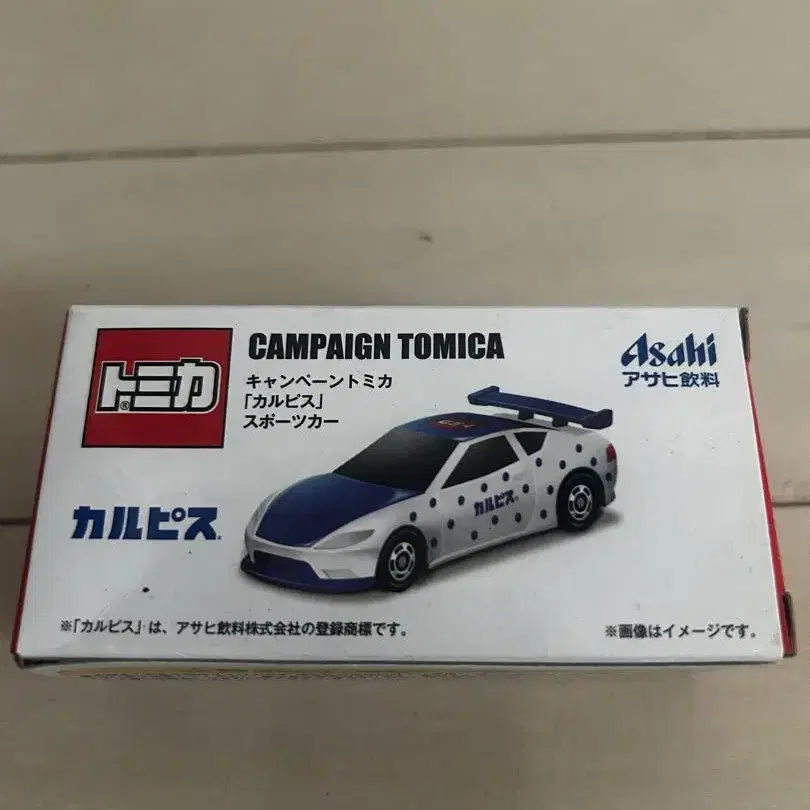 トミカ®
CAMPAIGN TOMICA
キャンペーントミカ
「カルピス」
スポーツカー
Asahi
アサヒ飲料
カルピス®
カルピス®
※「カルピス」は、アサヒ飲料株式会社の登録商標です。
※画像はイメージです。